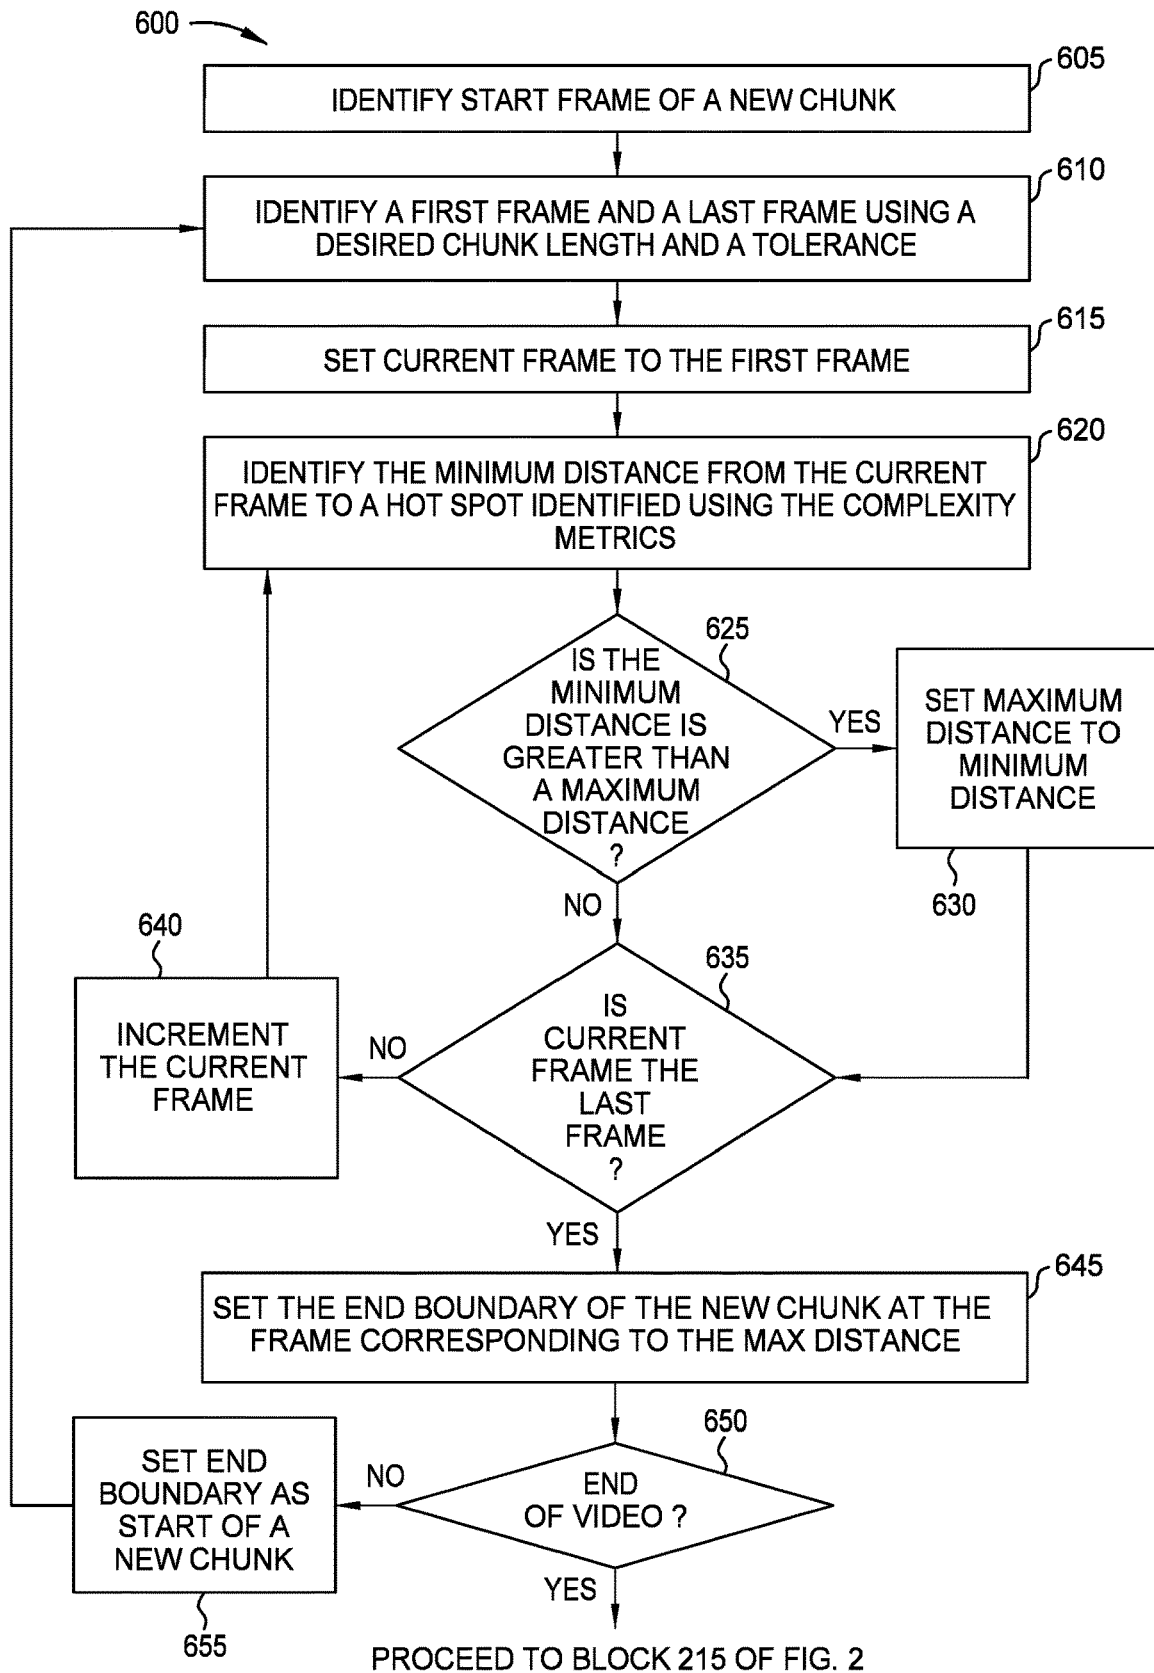 600
605
IDENTIFY START FRAME OF A NEW CHUNK
610
IDENTIFY A FIRST FRAME AND A LAST FRAME USING A
DESIRED CHUNK LENGTH AND A TOLERANCE
615
SET CURRENT FRAME TO THE FIRST FRAME
620
IDENTIFY THE MINIMUM DISTANCE FROM THE CURRENT
FRAME TO A HOT SPOT IDENTIFIED USING THE COMPLEXITY
METRICS
625
IS THE
MINIMUM
DISTANCE IS
GREATER THAN
A MAXIMUM
DISTANCE
?
YES
SET MAXIMUM
DISTANCE TO
MINIMUM
DISTANCE
630
NO
635
IS
CURRENT
FRAME THE
LAST
FRAME
?
NO
640
INCREMENT
THE CURRENT
FRAME
YES
645
SET THE END BOUNDARY OF THE NEW CHUNK AT THE
FRAME CORRESPONDING TO THE MAX DISTANCE
650
END
OF VIDEO ?
NO
SET END
BOUNDARY AS
START OF A
NEW CHUNK
655
YES
PROCEED TO BLOCK 215 OF FIG. 2